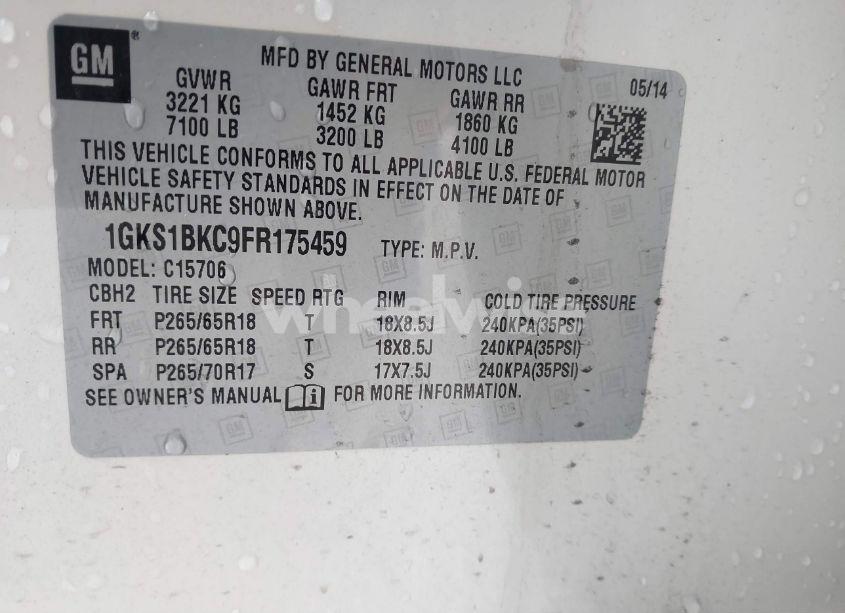 GM®
MFD BY GENERAL MOTORS LLC
05/14
GVWR GAWR FRT GAWR RR
3221 KG 1452 KG 1860 KG
7100 LB 3200 LB 4100 LB
THIS VEHICLE CONFORMS TO ALL APPLICABLE U.S. FEDERAL MOTOR
VEHICLE SAFETY STANDARDS IN EFFECT ON THE DATE OF
MANUFACTURE SHOWN ABOVE.
1GKS1BKC9FR175459 TYPE: M.P.V.
MODEL: C15706
CBH2 TIRE SIZE SPEED RTG RIM COLD TIRE PRESSURE
FRT P265/65R18 T 18X8.5J 240KPA(35PSI)
RR P265/65R18 T 18X8.5J 240KPA(35PSI)
SPA P265/70R17 S 17X7.5J 240KPA(35PSI)
SEE OWNER'S MANUAL i FOR MORE INFORMATION.